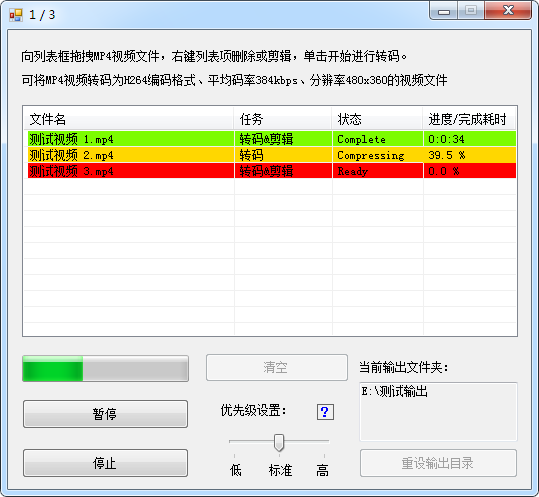 1 / 3
向列表框拖拽MP4视频文件，右键列表项删除或剪辑，单击开始进行转码。
可将MP4视频转码为H264编码格式、平均码率384kbps、分辨率480x360的视频文件
文件名 任务 状态 进度/完成耗时
测试视频 1.mp4 转码&剪辑 Complete 0:0:34
测试视频 2.mp4 转码 Compressing 39.5 %
测试视频 3.mp4 转码&剪辑 Ready 0.0 %
清空 当前输出文件夹:
E:\测试输出
暂停 优先级设置: ?
停止 低 标准 高 重设输出目录